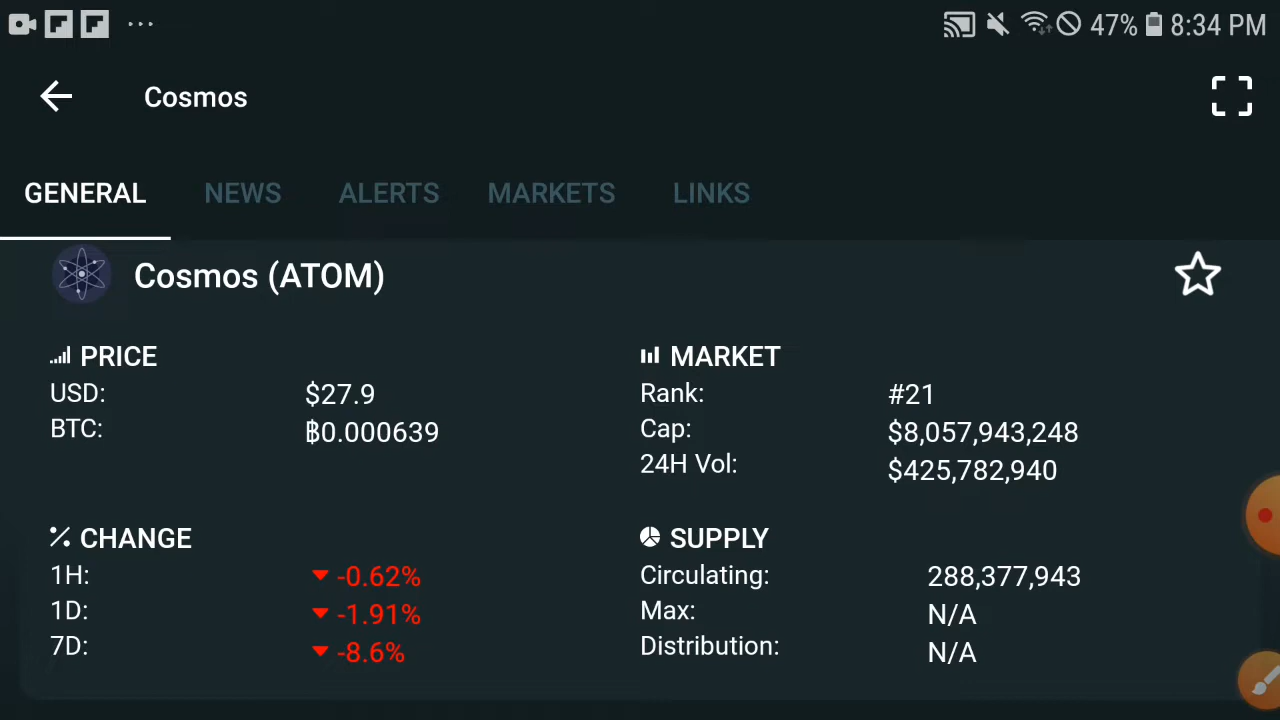 47% 8:34 PM
Cosmos
GENERAL NEWS ALERTS MARKETS LINKS
Cosmos (ATOM)
PRICE
USD: $27.9
BTC: ₿0.000639
MARKET
Rank: #21
Cap: $8,057,943,248
24H Vol: $425,782,940
CHANGE
1H: -0.62%
1D: -1.91%
7D: -8.6%
SUPPLY
Circulating: 288,377,943
Max: N/A
Distribution: N/A